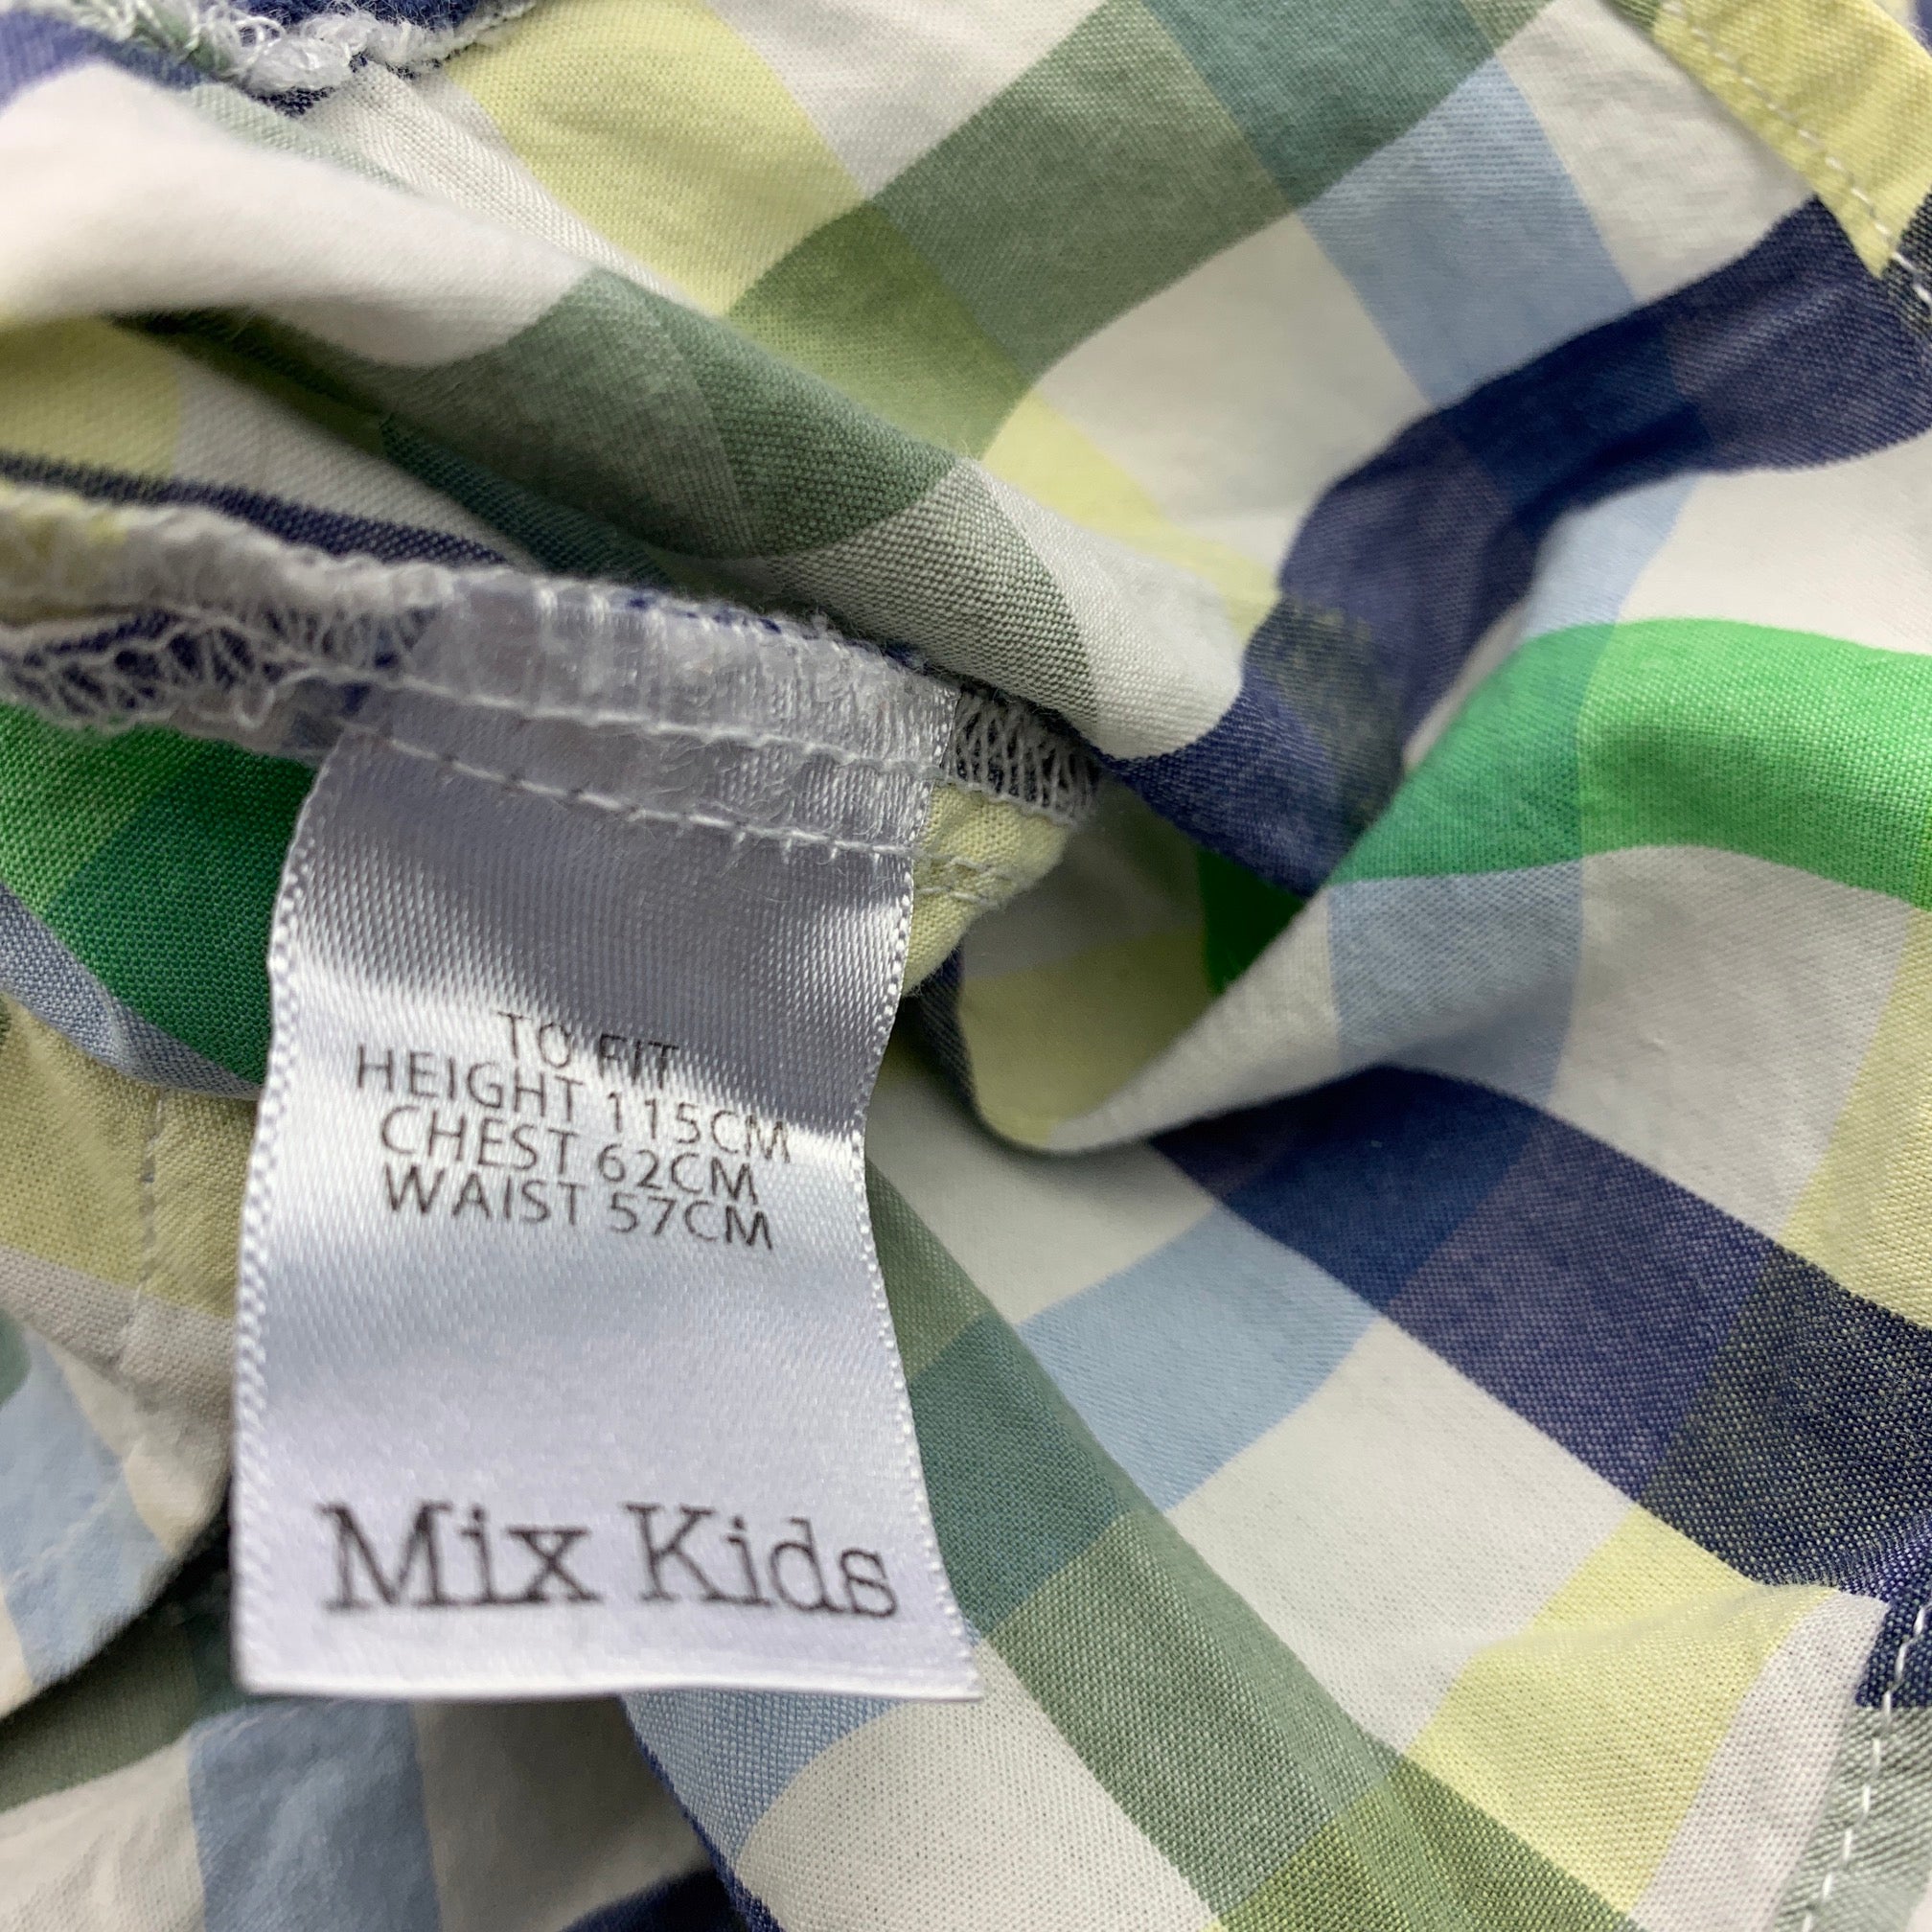 TO FIT
HEIGHT 115CM
CHEST 62CM
WAIST 57CM
Mix Kids